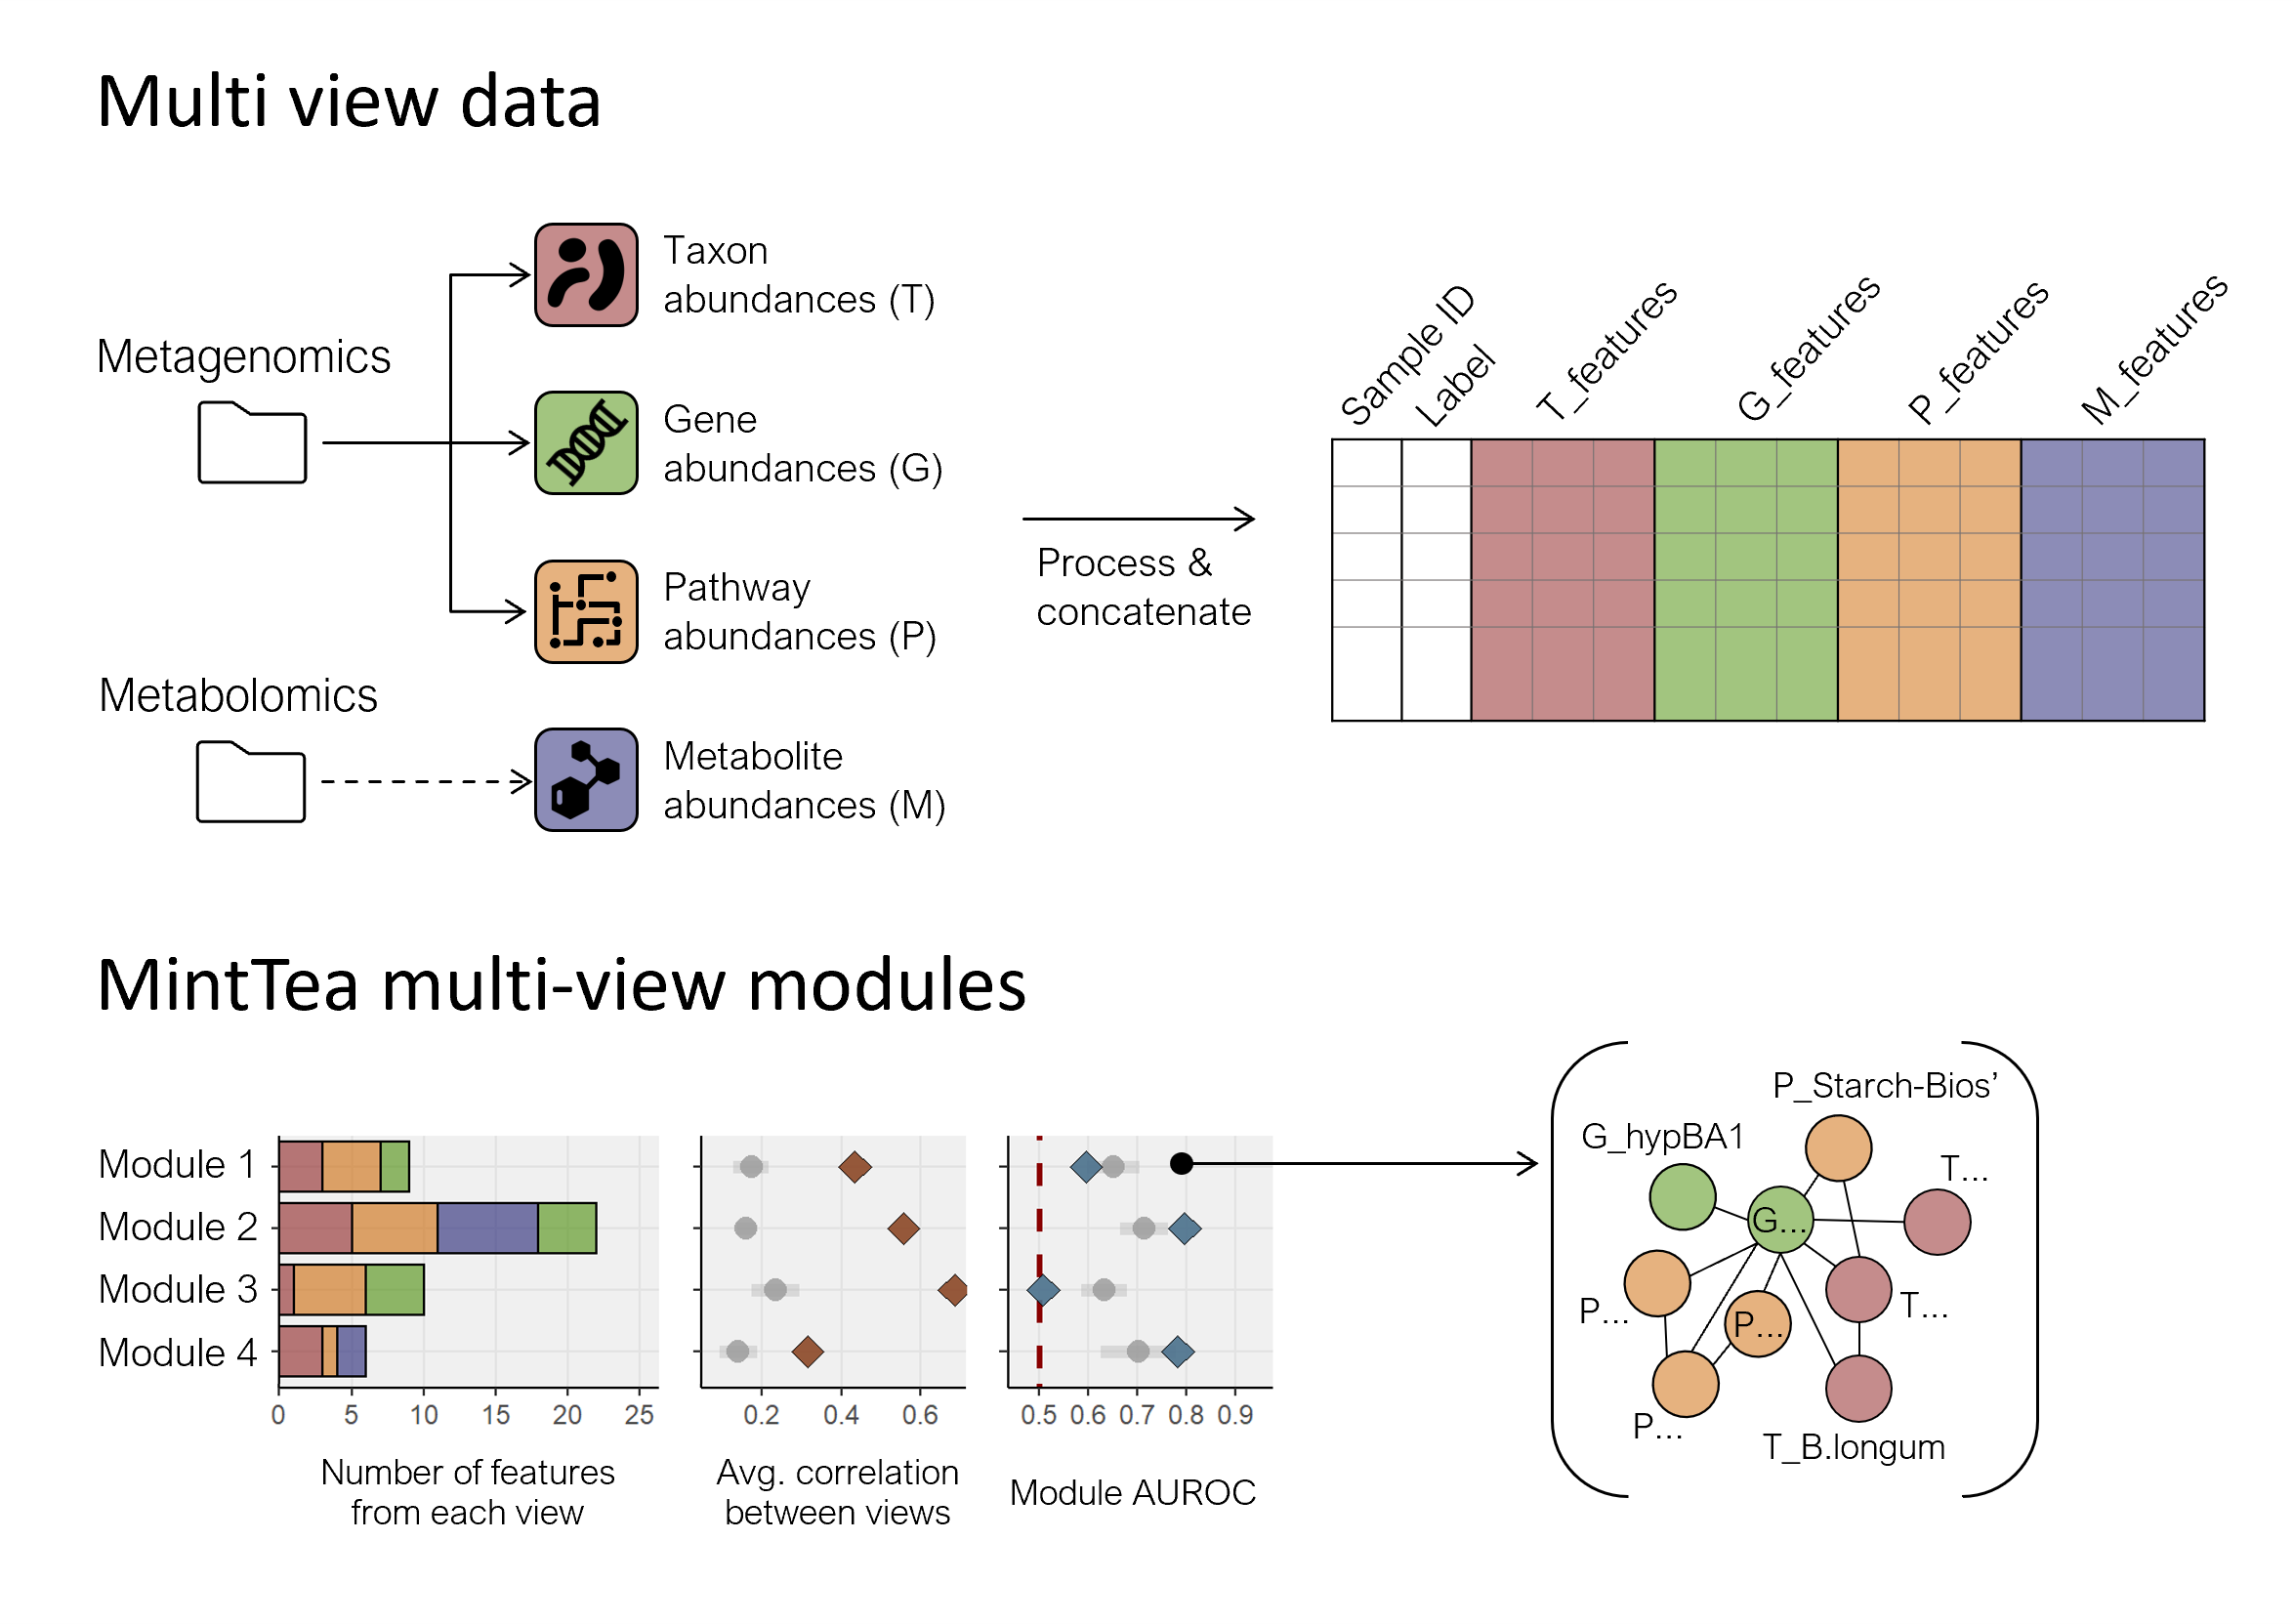 Multi view data
Metagenomics
Taxon
abundances (T)
Gene
abundances (G)
Pathway
abundances (P)
Metabolomics
Metabolite
abundances (M)
Process &
concatenate
Sample ID
Label
T_features
G_features
P_features
M_features
MintTea multi-view modules
Module 1
Module 2
Module 3
Module 4
0 5 10 15 20 25
Number of features
from each view
0.2 0.4 0.6
Avg. correlation
between views
0.5 0.6 0.7 0.8 0.9
Module AUROC
P_Starch-Bios’
G_hypBA1
T...
G...
P...
P...
T...
P...
T_B.longum